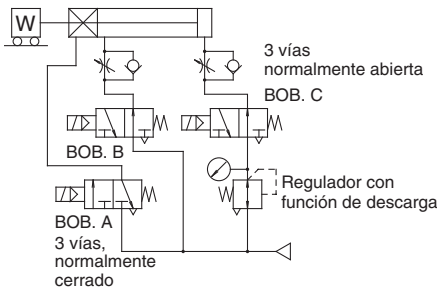 W
3 vías
normalmente abierta
BOB. C
BOB. B
Regulador con
función de descarga
BOB. A
3 vías,
normalmente
cerrado